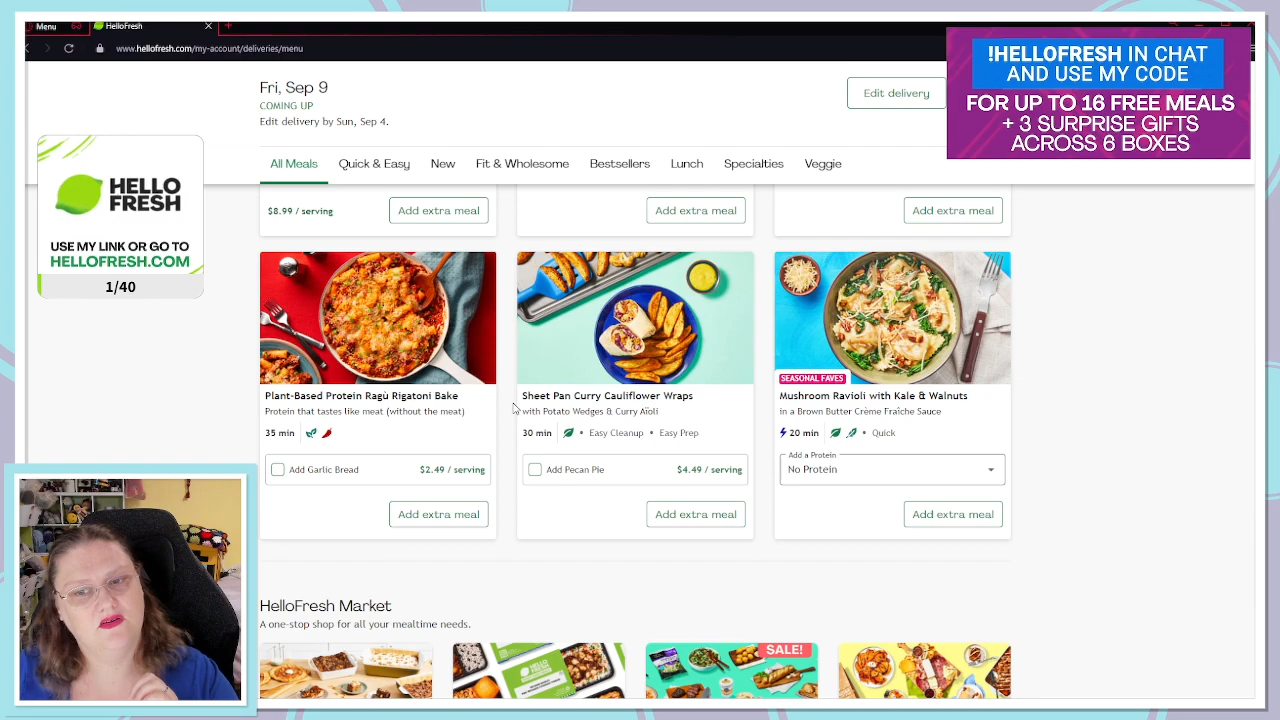 Menu
HelloFresh
www.hellofresh.com/my-account/deliveries/menu
!HELLOFRESH IN CHAT
AND USE MY CODE
FOR UP TO 16 FREE MEALS
+ 3 SURPRISE GIFTS
ACROSS 6 BOXES
Fri, Sep 9
COMING UP
Edit delivery by Sun, Sep 4.
Edit delivery
All Meals Quick & Easy New Fit & Wholesome Bestsellers Lunch Specialties Veggie
HELLO
FRESH
USE MY LINK OR GO TO
HELLOFRESH.COM
1/40
$8.99 / serving Add extra meal Add extra meal Add extra meal
SEASONAL FAVES
Plant-Based Protein Ragù Rigatoni Bake
Protein that tastes like meat (without the meat)
35 min
Add Garlic Bread $2.49 / serving
Add extra meal
Sheet Pan Curry Cauliflower Wraps
with Potato Wedges & Curry Aïoli
30 min • Easy Cleanup • Easy Prep
Add Pecan Pie $4.49 / serving
Add extra meal
Mushroom Ravioli with Kale & Walnuts
in a Brown Butter Crème Fraîche Sauce
20 min • Quick
Add a Protein
No Protein
Add extra meal
HelloFresh Market
A one-stop shop for all your mealtime needs.
HELLO
FRESH
SALE!